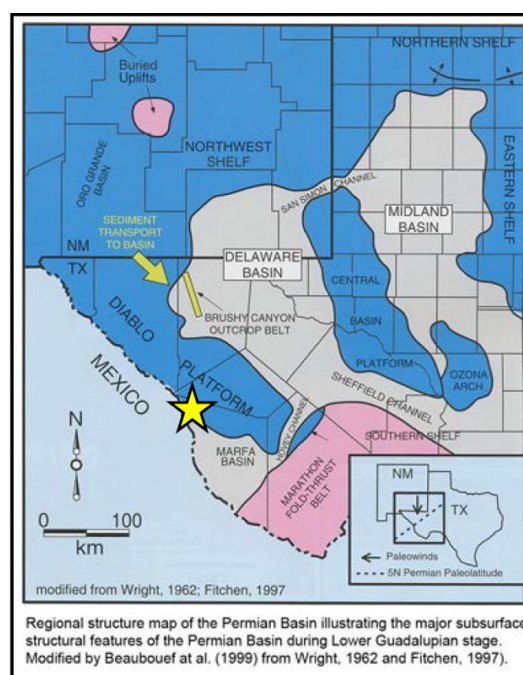 NORTHERN SHELF
Buried
Uplifts
NORTHWEST
SHELF
ORO GRANDE
BASIN
EASTERN
SHELF
SAN SIMON CHANNEL
MIDLAND
BASIN
SEDIMENT
TRANSPORT
TO BASIN
NM
TX
DELAWARE
BASIN
CENTRAL
BASIN
PLATFORM
BRUSHY CANYON
OUTCROP BELT
DIABLO
PLATFORM
OZONA
ARCH
MEXICO
SHEFFIELD CHANNEL
HOVEY CHANNEL
SOUTHERN SHELF
MARFA
BASIN
MARATHON
FOLD-THRUST
BELT
N
0 100
km
NM
TX
Paleowinds
5N Permian Paleolatitude
modified from Wright, 1962; Fitchen, 1997
Regional structure map of the Permian Basin illustrating the major subsurface
structural features of the Permian Basin during Lower Guadalupian stage.
Modified by Beaubouef at al. (1999) from Wright, 1962 and Fitchen, 1997).